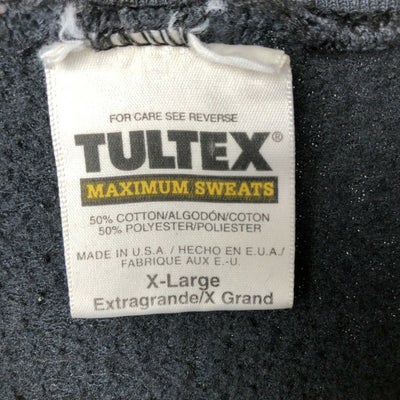 FOR CARE SEE REVERSE
TULTEX®
MAXIMUM SWEATS
50% COTTON/ALGODÓN/COTON
50% POLYESTER/POLIESTER
MADE IN U.S.A. / HECHO EN E.U.A./
FABRIQUE AUX E.-U.
X-Large
Extragrande/X Grand